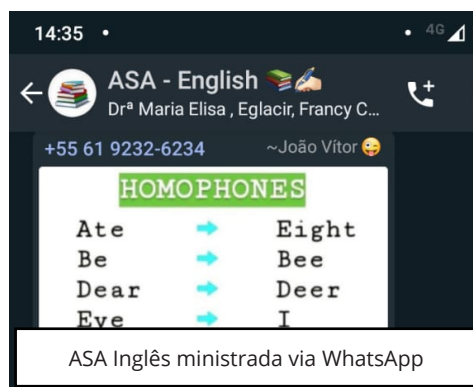 14:35
4G
ASA - English
Drª Maria Elisa , Eglacir, Francy C...
+55 61 9232-6234 ~João Vítor
HOMOPHONES
Ate Eight
Be Bee
Dear Deer
Eye I
ASA Inglês ministrada via WhatsApp